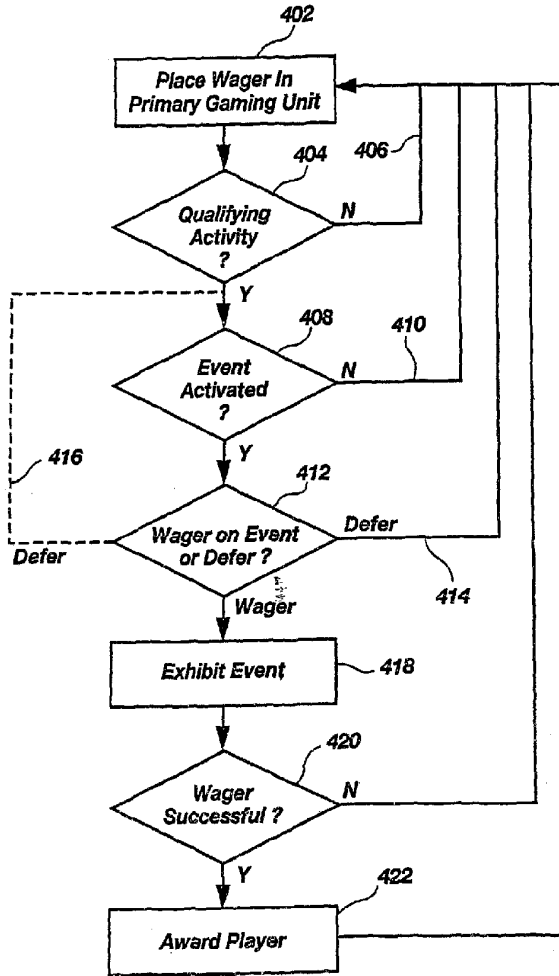 402
Place Wager In
Primary Gaming Unit
404
406
Qualifying
Activity
?
N
Y
408
410
Event
Activated
?
N
Y
416
412
Wager on Event
or Defer ?
Defer
Defer
414
Wager
Exhibit Event
418
420
Wager
Successful ?
N
Y
422
Award Player